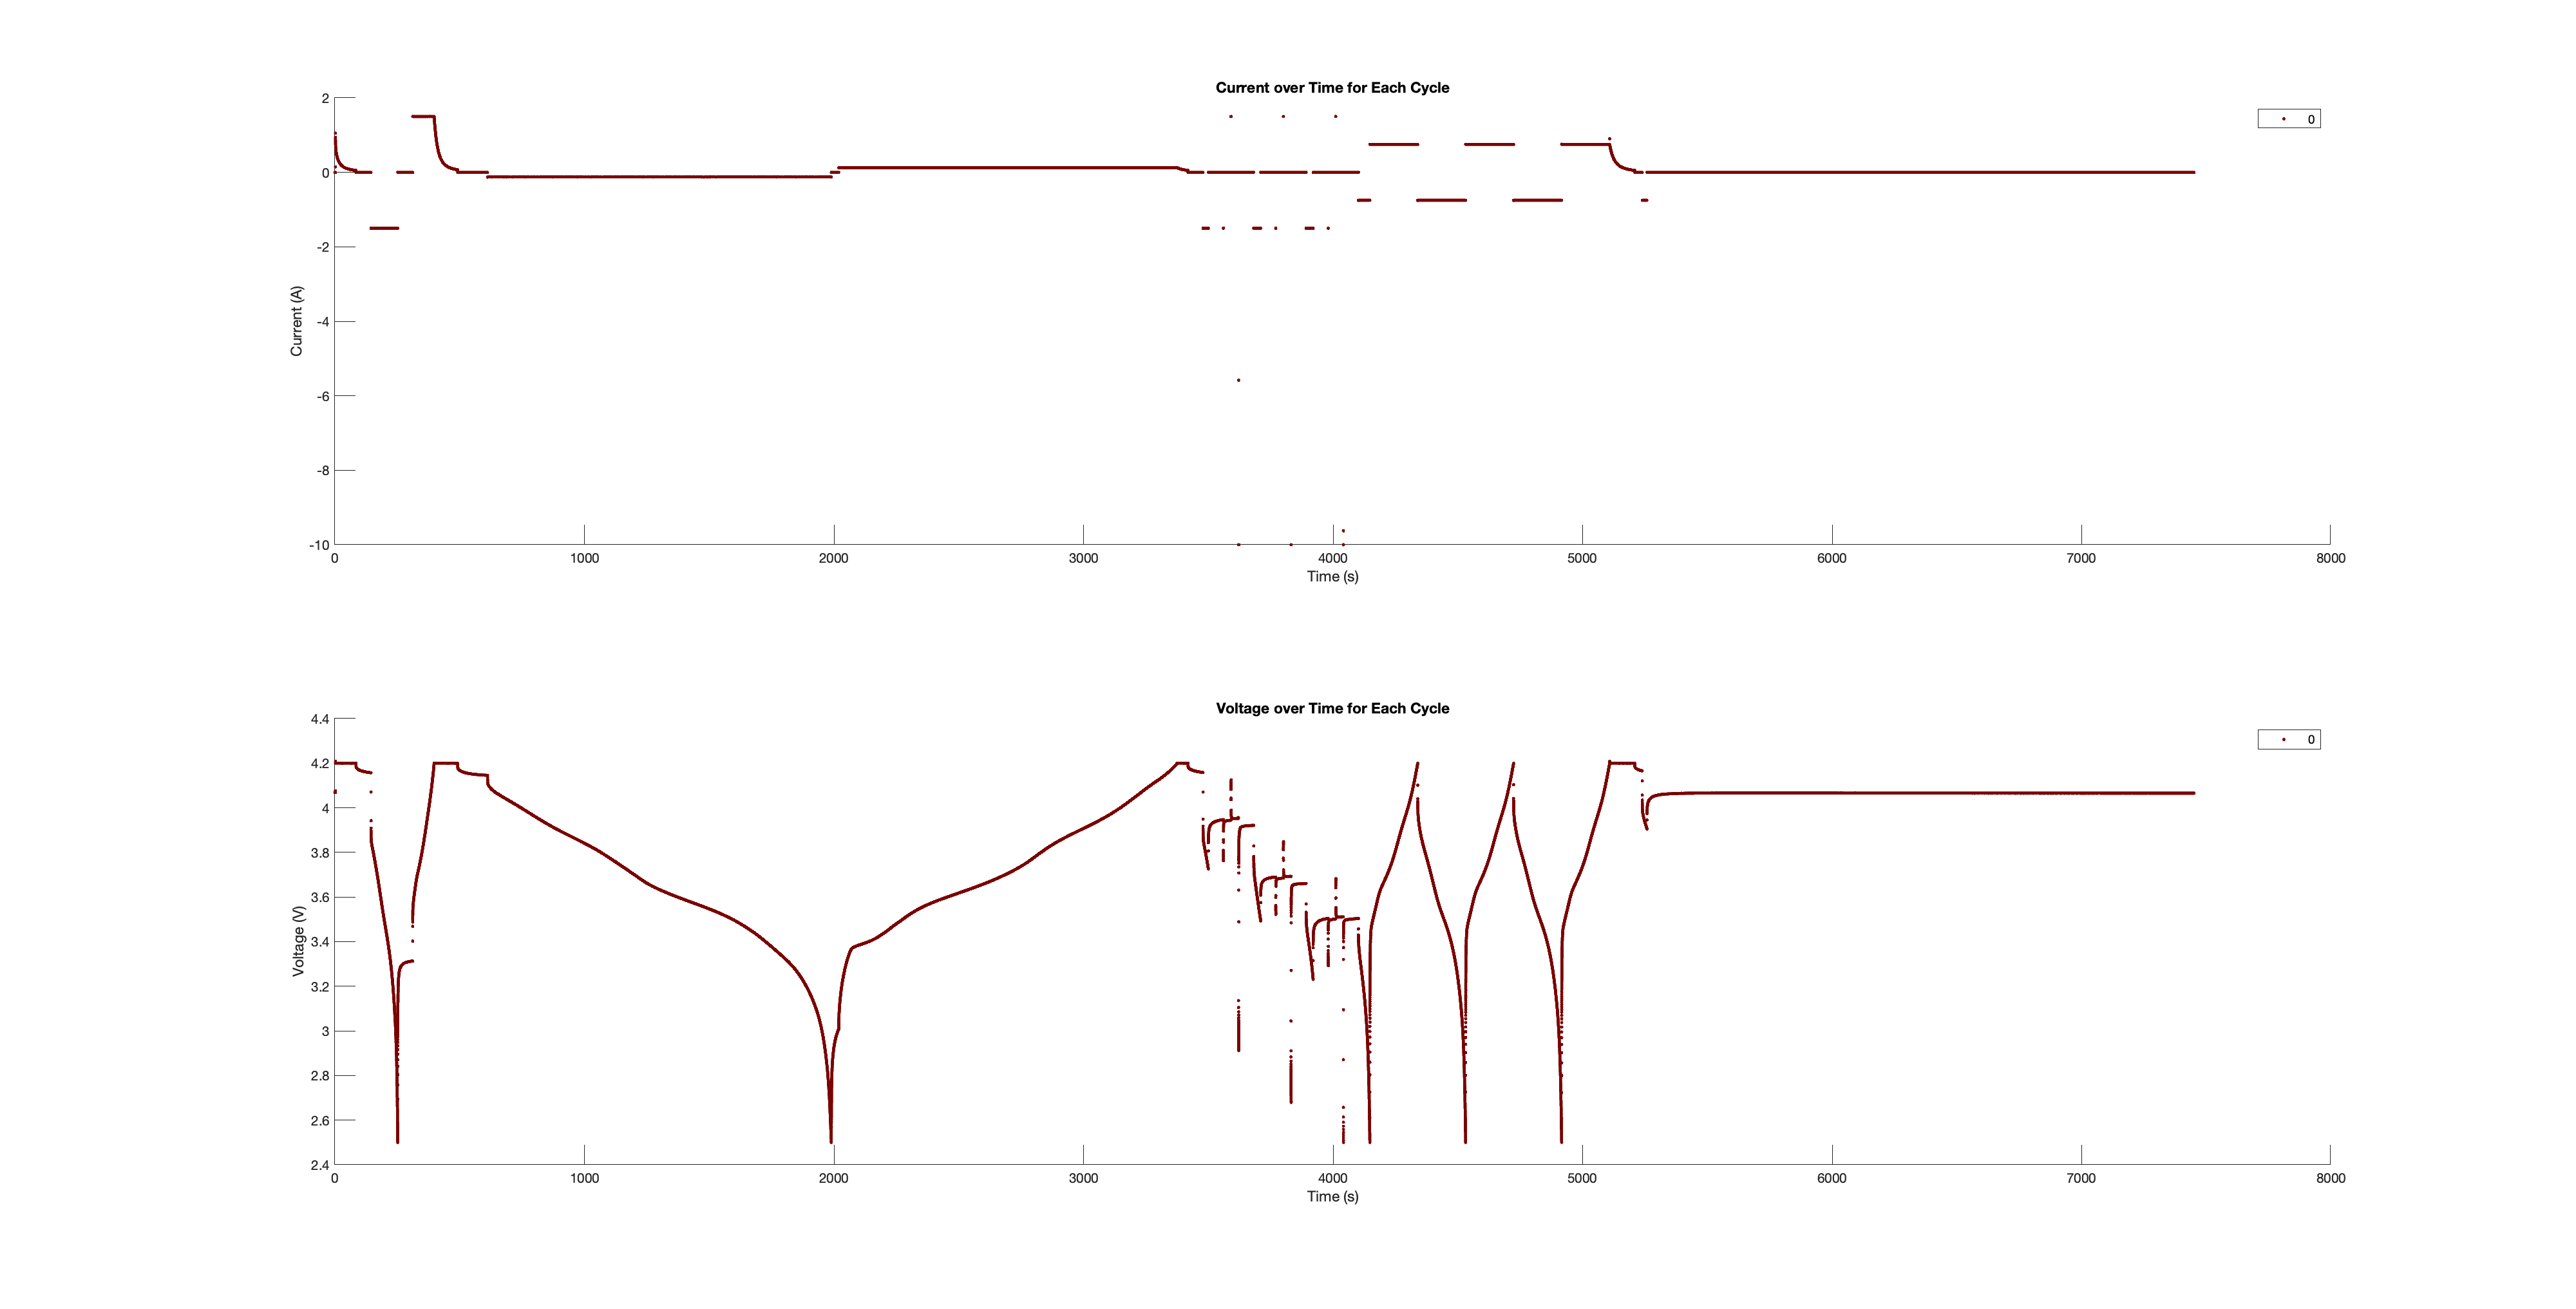 Current over Time for Each Cycle
0
2
0
-2
-4
-6
-8
-10
Current (A)
0 1000 2000 3000 4000 5000 6000 7000 8000
Time (s)
Voltage over Time for Each Cycle
0
4.4
4.2
4
3.8
3.6
3.4
3.2
3
2.8
2.6
2.4
Voltage (V)
0 1000 2000 3000 4000 5000 6000 7000 8000
Time (s)